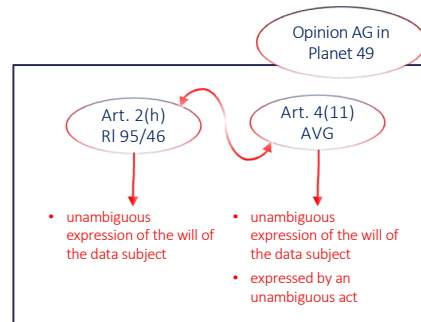 Opinion AG in
Planet 49
Art. 2(h)
Rl 95/46
Art. 4(11)
AVG
• unambiguous
expression of the will of
the data subject
• unambiguous
expression of the will of
the data subject
• expressed by an
unambiguous act